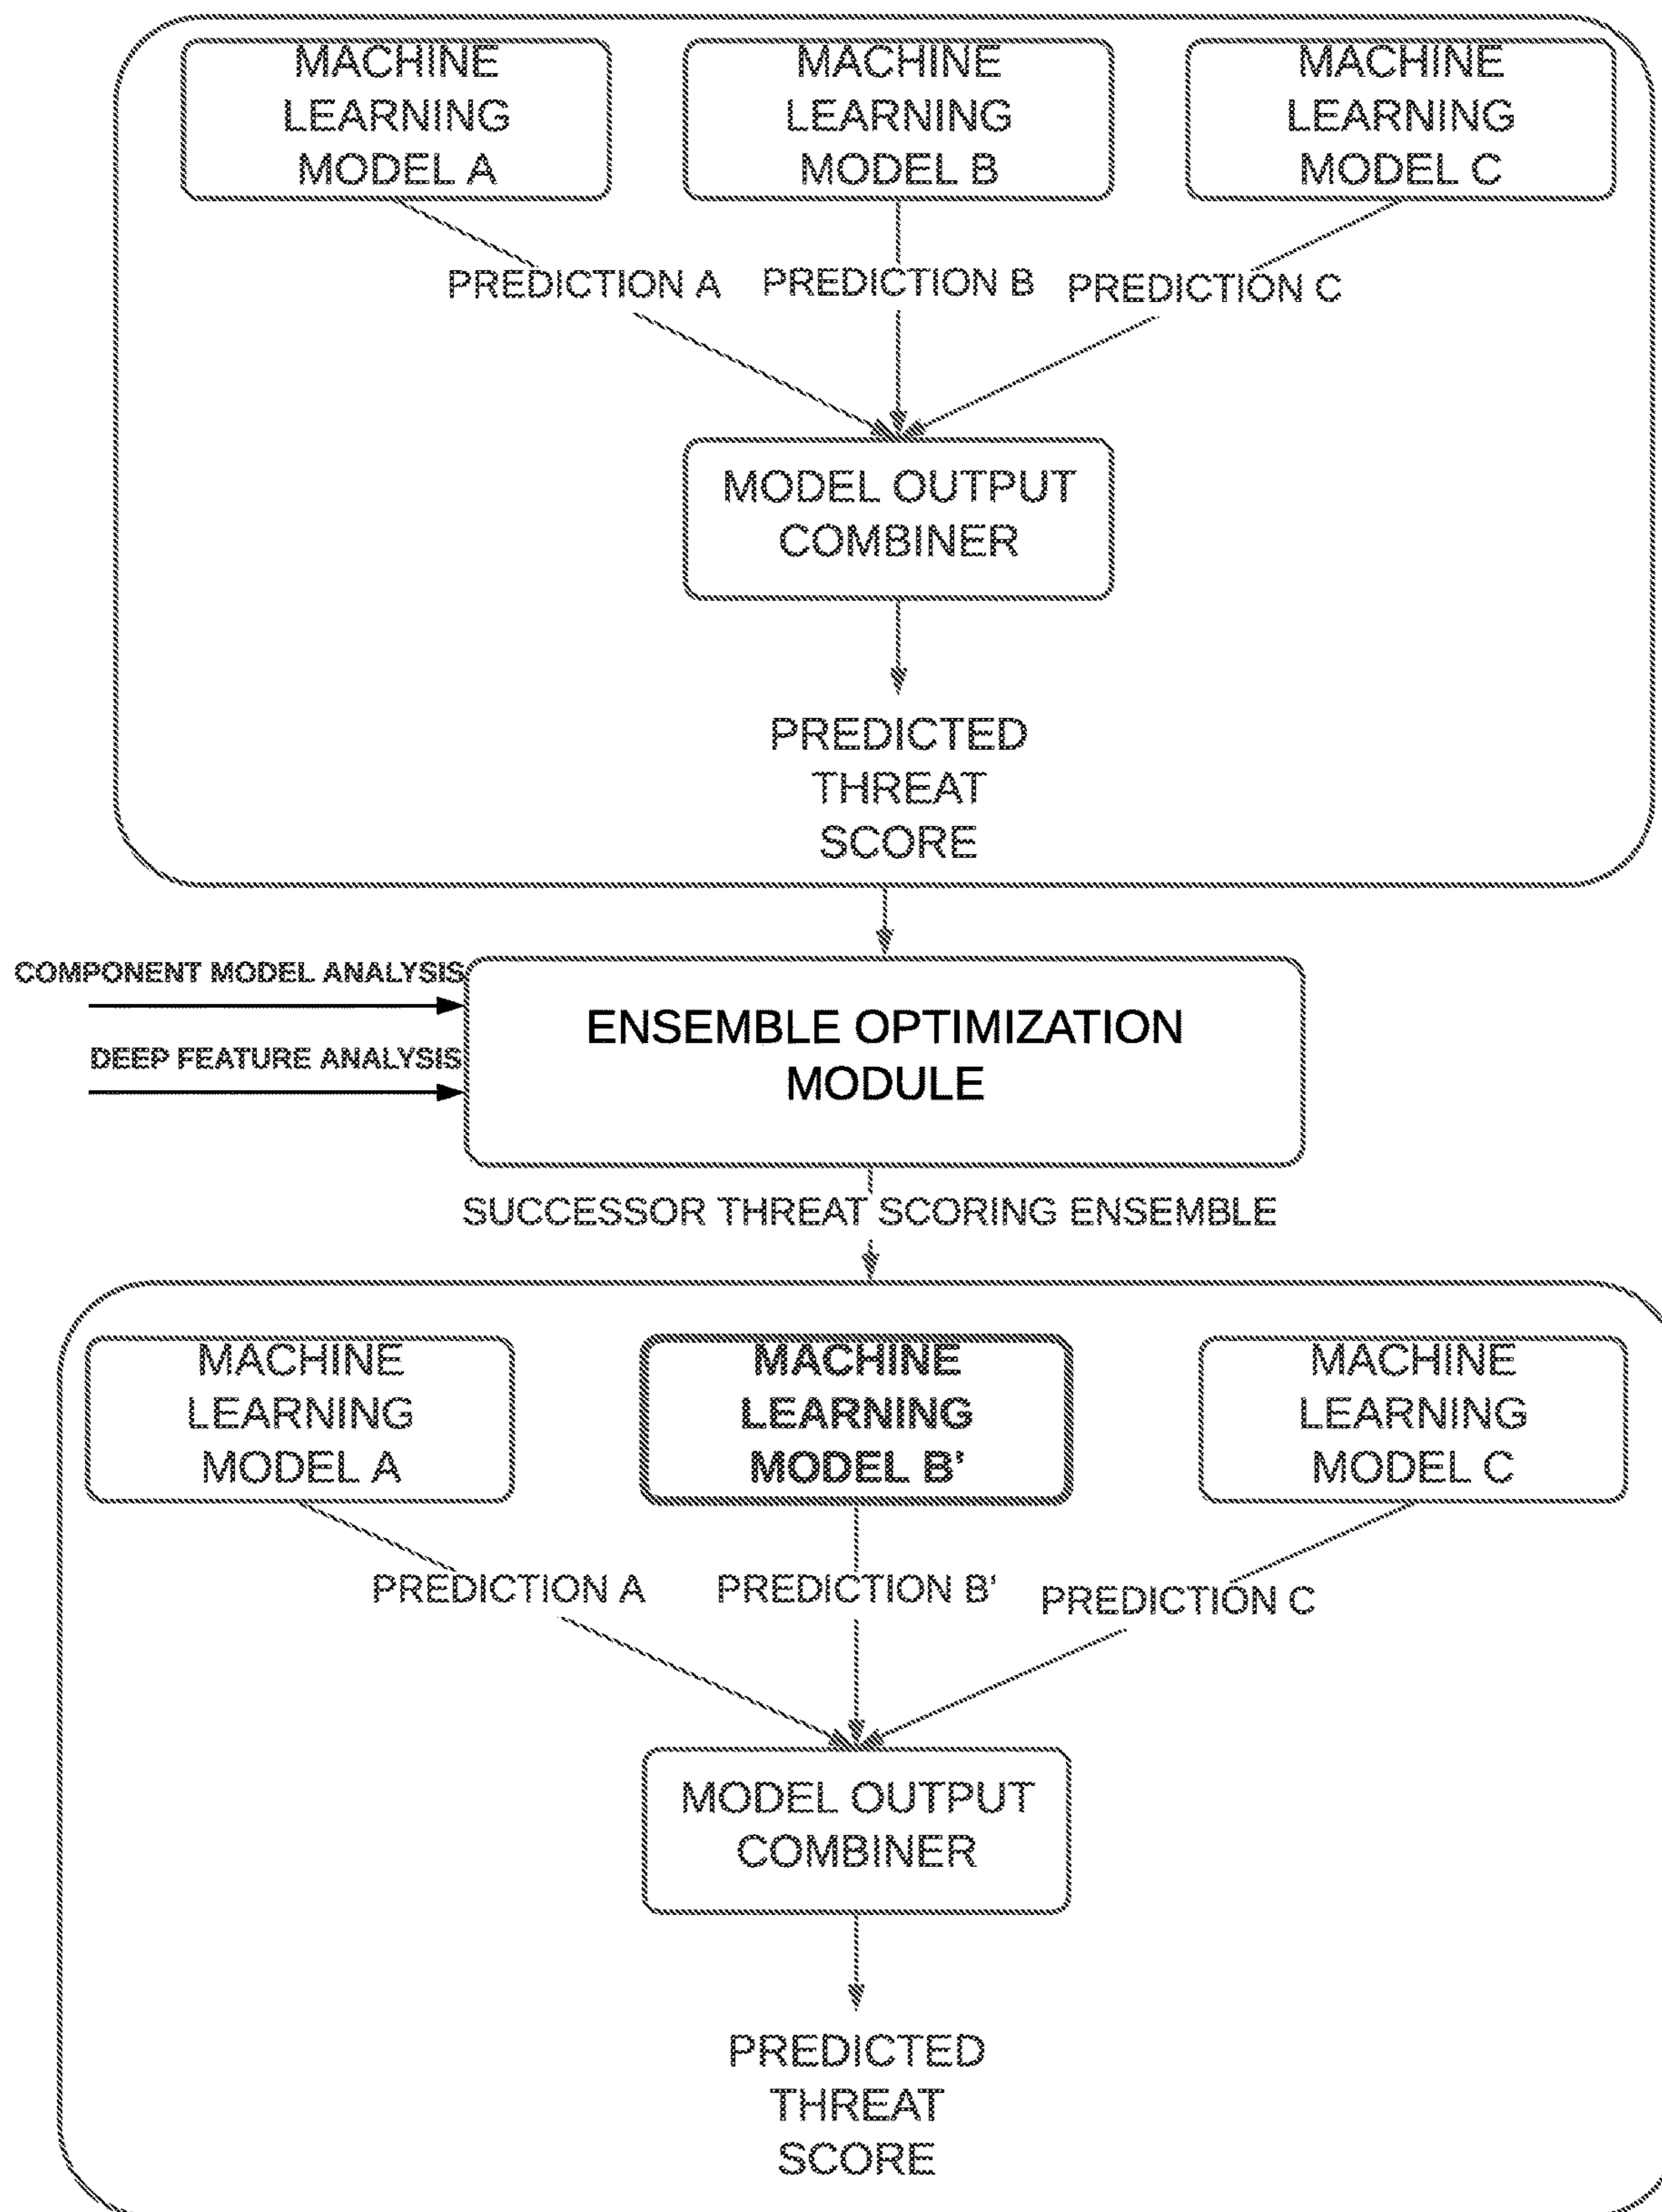 MACHINE
LEARNING
MODEL A
MACHINE
LEARNING
MODEL B
MACHINE
LEARNING
MODEL C
PREDICTION A
PREDICTION B
PREDICTION C
MODEL OUTPUT
COMBINER
PREDICTED
THREAT
SCORE
COMPONENT MODEL ANALYSIS
DEEP FEATURE ANALYSIS
ENSEMBLE OPTIMIZATION
MODULE
SUCCESSOR THREAT SCORING ENSEMBLE
MACHINE
LEARNING
MODEL A
MACHINE
LEARNING
MODEL B'
MACHINE
LEARNING
MODEL C
PREDICTION A
PREDICTION B'
PREDICTION C
MODEL OUTPUT
COMBINER
PREDICTED
THREAT
SCORE